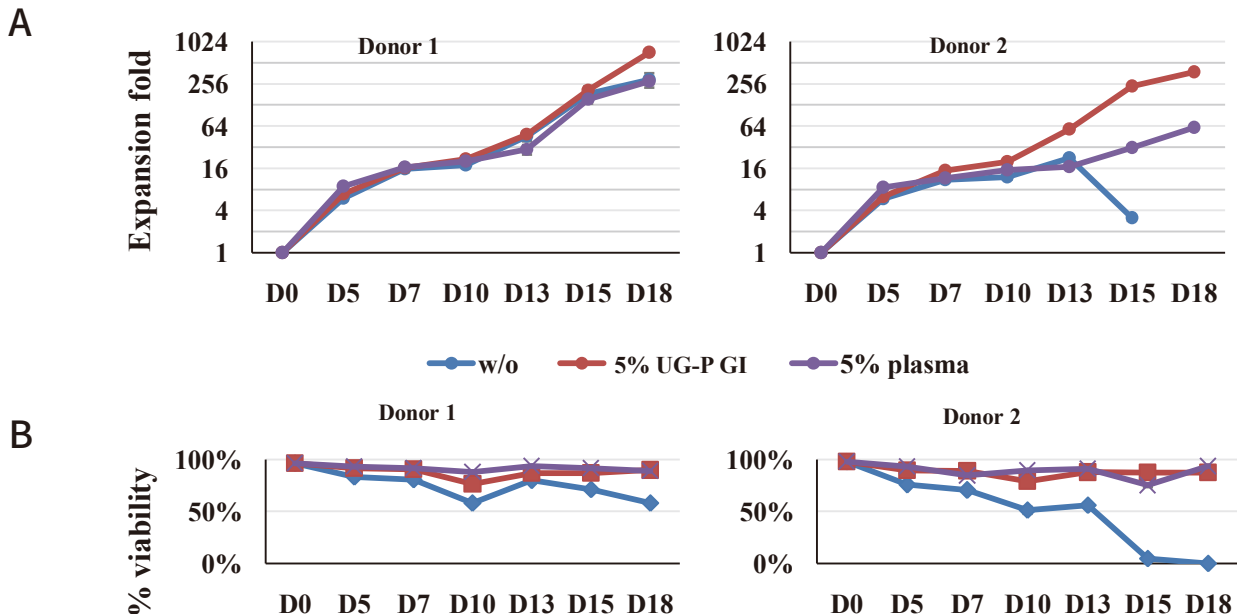 A
Expansion fold
Donor 1
1024
256
64
16
4
1
D0 D5 D7 D10 D13 D15 D18
Donor 2
1024
256
64
16
4
1
D0 D5 D7 D10 D13 D15 D18
w/o 5% UG-P GI 5% plasma
B
% viability
Donor 1
100%
50%
0%
D0 D5 D7 D10 D13 D15 D18
Donor 2
100%
50%
0%
D0 D5 D7 D10 D13 D15 D18